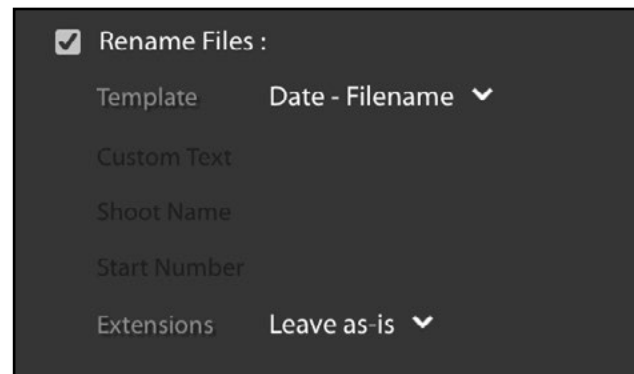 Rename Files :
Template Date - Filename
Custom Text
Shoot Name
Start Number
Extensions Leave as-is